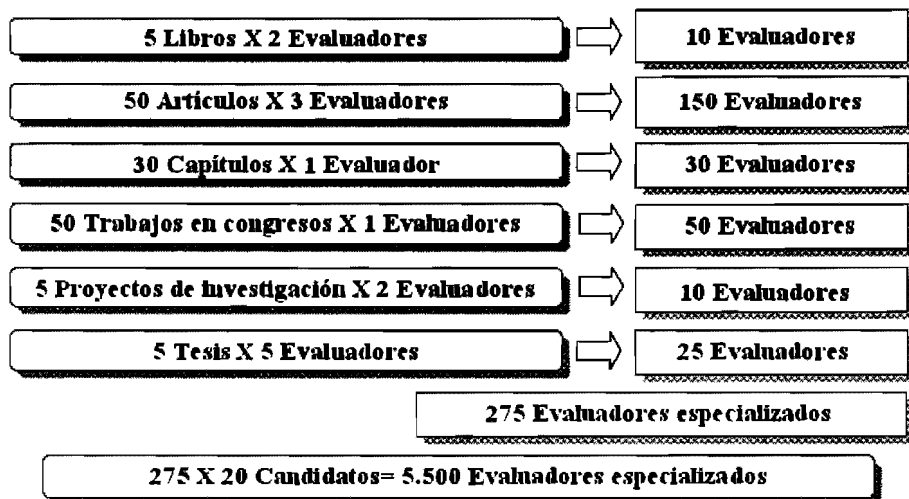 5 Libros X 2 Evaluadores
10 Evaluadores
50 Artículos X 3 Evaluadores
150 Evaluadores
30 Capítulos X 1 Evaluador
30 Evaluadores
50 Trabajos en congresos X 1 Evaluadores
50 Evaluadores
5 Proyectos de investigación X 2 Evaluadores
10 Evaluadores
5 Tesis X 5 Evaluadores
25 Evaluadores
275 Evaluadores especializados
275 X 20 Candidatos= 5.500 Evaluadores especializados